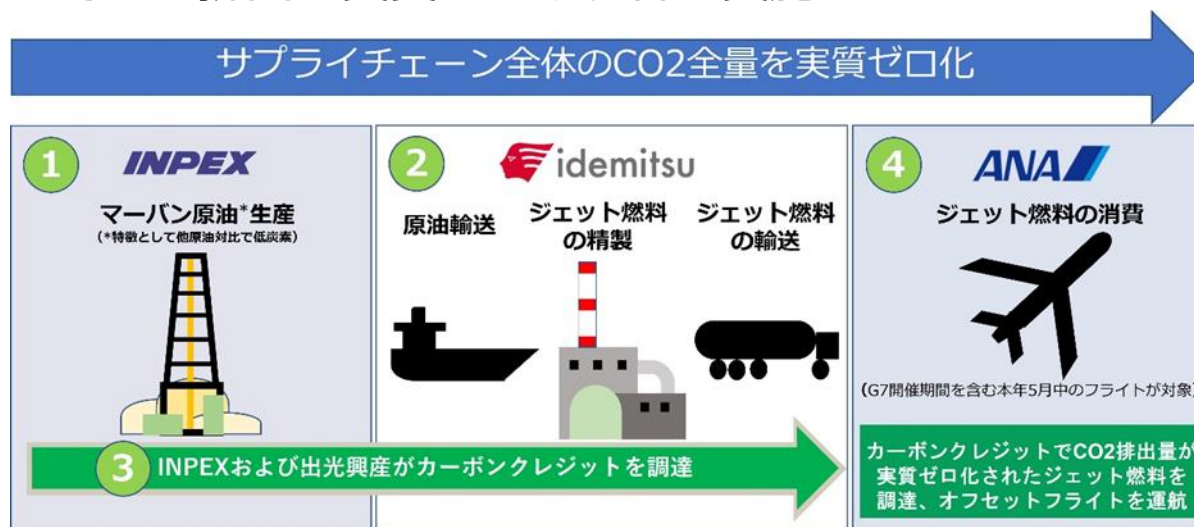 サプライチェーン全体のCO2全量を実質ゼロ化
1
INPEX
マーバン原油*生産
(*特徴として他原油対比で低炭素)
2
idemitsu
原油輸送
ジェット燃料
の精製
ジェット燃料
の輸送
3
INPEXおよび出光興産がカーボンクレジットを調達
4
ANA
ジェット燃料の消費
(G7開催期間を含む本年5月中のフライトが対象)
カーボンクレジットでCO2排出量が
実質ゼロ化されたジェット燃料を
調達、オフセットフライトを運航